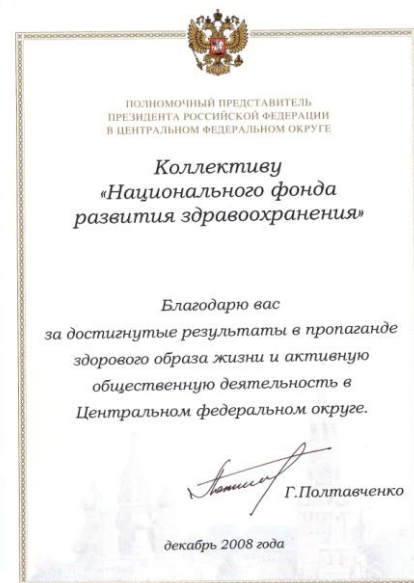 ПОЛНОМОЧНЫЙ ПРЕДСТАВИТЕЛЬ
ПРЕЗИДЕНТА РОССИЙСКОЙ ФЕДЕРАЦИИ
В ЦЕНТРАЛЬНОМ ФЕДЕРАЛЬНОМ ОКРУГЕ
Коллективу
«Национального фонда
развития здравоохранения»
Благодарю вас
за достигнутые результаты в пропаганде
здорового образа жизни и активную
общественную деятельность в
Центральном федеральном округе.
Г.Полтавченко
декабрь 2008 года